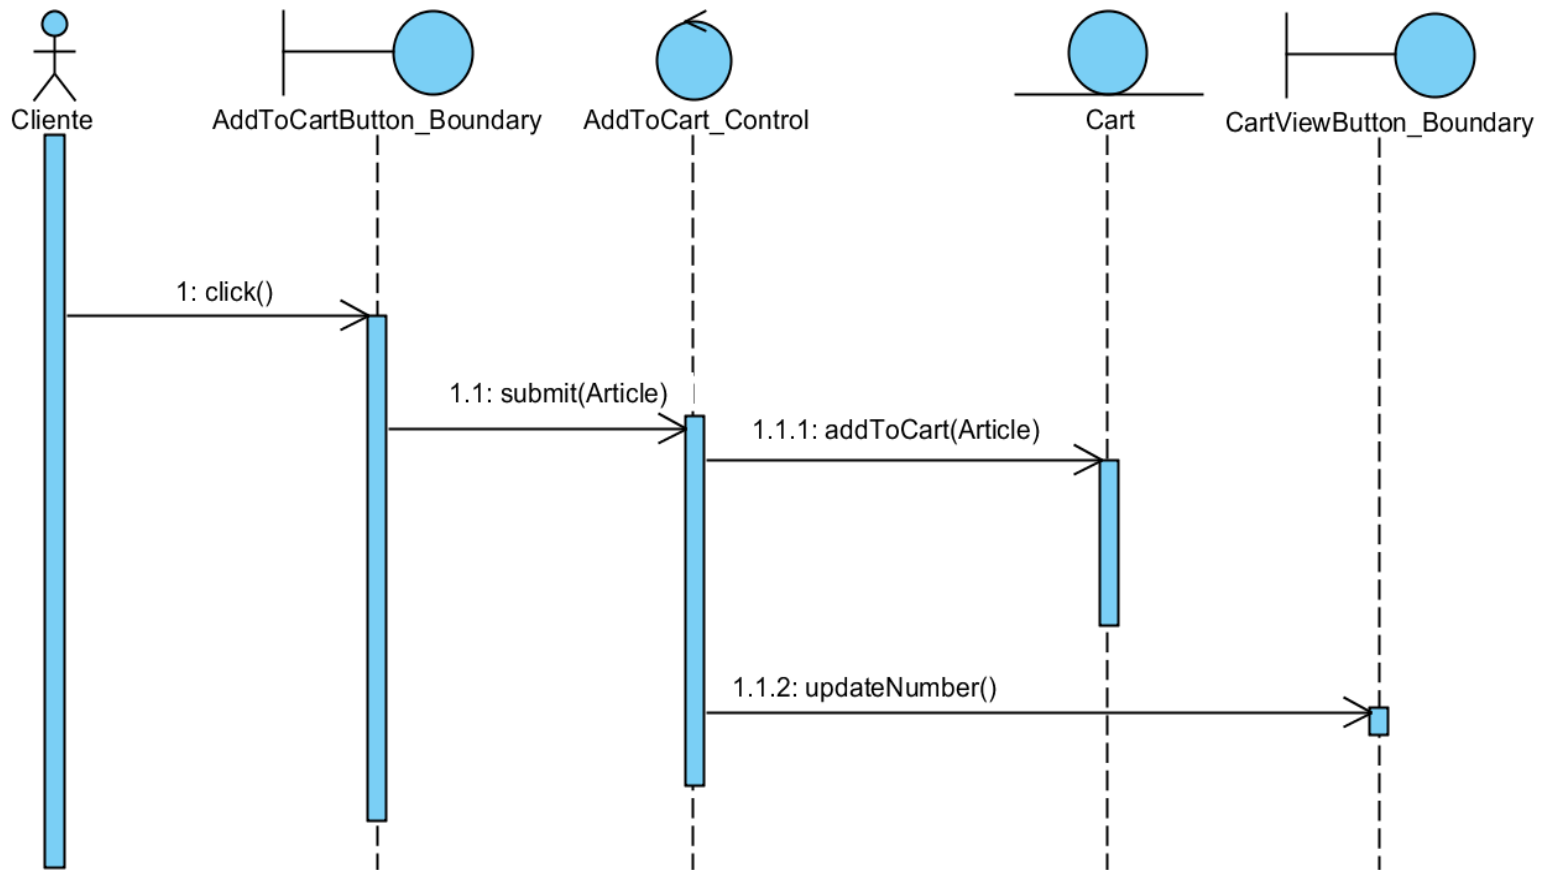 Cliente
AddToCartButton_Boundary
AddToCart_Control
Cart
CartViewButton_Boundary
1: click()
1.1: submit(Article)
1.1.1: addToCart(Article)
1.1.2: updateNumber()